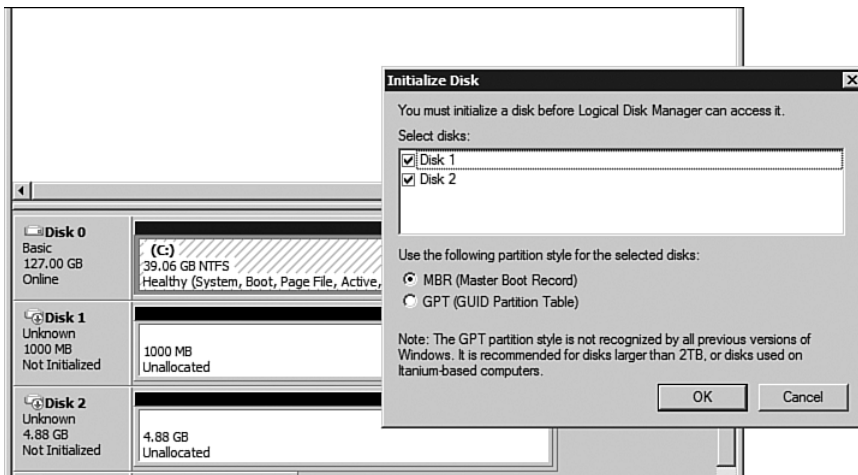 Initialize Disk
You must initialize a disk before Logical Disk Manager can access it.
Select disks:
Disk 1
Disk 2
Use the following partition style for the selected disks:
MBR (Master Boot Record)
GPT (GUID Partition Table)
Note: The GPT partition style is not recognized by all previous versions of
Windows. It is recommended for disks larger than 2TB, or disks used on
Itanium-based computers.
OK
Cancel
Disk 0
Basic
127.00 GB
Online
(C:)
39.06 GB NTFS
Healthy (System, Boot, Page File, Active,
Disk 1
Unknown
1000 MB
Not Initialized
1000 MB
Unallocated
Disk 2
Unknown
4.88 GB
Not Initialized
4.88 GB
Unallocated